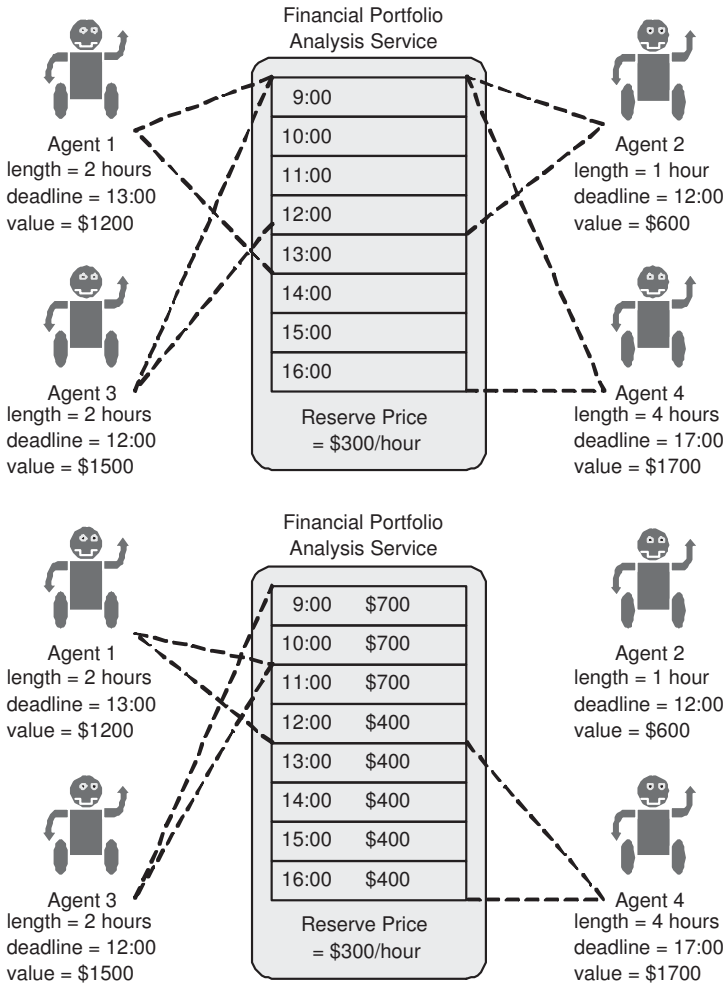 Financial Portfolio
Analysis Service
Agent 1
length = 2 hours
deadline = 13:00
value = $1200
Agent 3
length = 2 hours
deadline = 12:00
value = $1500
9:00
10:00
11:00
12:00
13:00
14:00
15:00
16:00
Reserve Price
= $300/hour
Agent 2
length = 1 hour
deadline = 12:00
value = $600
Agent 4
length = 4 hours
deadline = 17:00
value = $1700
Financial Portfolio
Analysis Service
Agent 1
length = 2 hours
deadline = 13:00
value = $1200
Agent 3
length = 2 hours
deadline = 12:00
value = $1500
9:00 $700
10:00 $700
11:00 $700
12:00 $400
13:00 $400
14:00 $400
15:00 $400
16:00 $400
Reserve Price
= $300/hour
Agent 2
length = 1 hour
deadline = 12:00
value = $600
Agent 4
length = 4 hours
deadline = 17:00
value = $1700